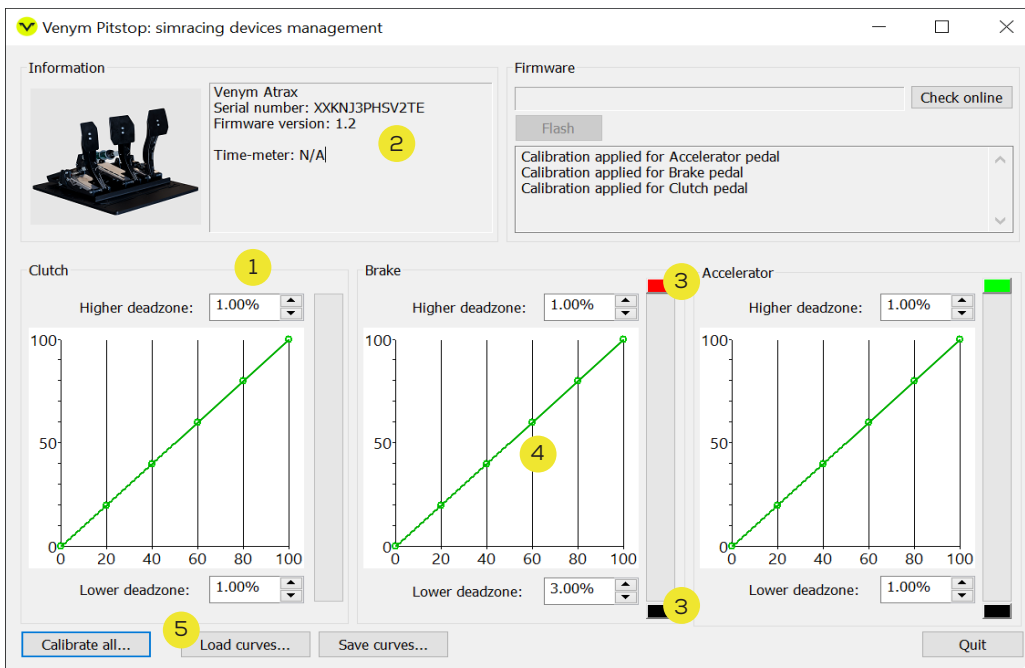 Venym Pitstop: simracing devices management
Information
Venym Atrax
Serial number: XXKNJ3PHSV2TE
Firmware version: 1.2
Time-meter: N/A
2
Firmware
Check online
Flash
Calibration applied for Accelerator pedal
Calibration applied for Brake pedal
Calibration applied for Clutch pedal
Clutch
1
Higher deadzone: 1.00%
100
50
0
0 20 40 60 80 100
Lower deadzone: 1.00%
Brake
3
Higher deadzone: 1.00%
100
50
4
0
0 20 40 60 80 100
Lower deadzone: 3.00%
3
Accelerator
Higher deadzone: 1.00%
100
50
0
0 20 40 60 80 100
Lower deadzone: 1.00%
5
Calibrate all... Load curves... Save curves... Quit